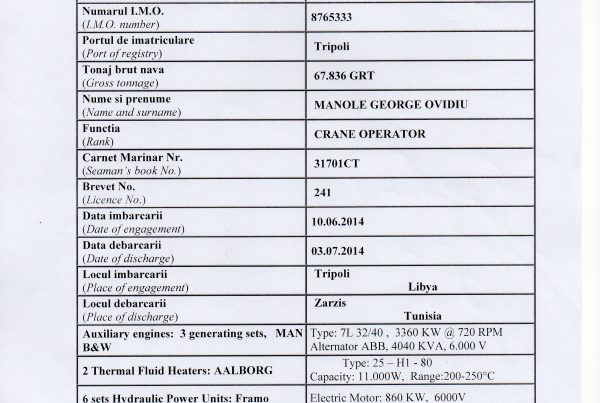 Numarul I.M.O.
(I.M.O. number)
8765333
Portul de imatriculare
(Port of registry)
Tripoli
Tonaj brut nava
(Gross tonnage)
67.836 GRT
Nume si prenume
(Name and surname)
MANOLE GEORGE OVIDIU
Functia
(Rank)
CRANE OPERATOR
Carnet Marinar Nr.
(Seaman's book No.)
31701CT
Brevet No.
(Licence No.)
241
Data imbarcarii
(Date of engagement)
10.06.2014
Data debarcarii
(Date of discharge)
03.07.2014
Locul imbarcarii
(Place of engagement)
Tripoli
Libya
Locul debarcarii
(Place of discharge)
Zarzis
Tunisia
Auxiliary engines: 3 generating sets, MAN
B&W
Type: 7L 32/40 , 3360 KW @ 720 RPM
Alternator ABB, 4040 KVA, 6.000 V
2 Thermal Fluid Heaters: AALBORG
Type: 25 – H1 - 80
Capacity: 11.000W, Range:200-250°C
6 sets Hydraulic Power Units: Framo
Electric Motor: 860 KW, 6000V